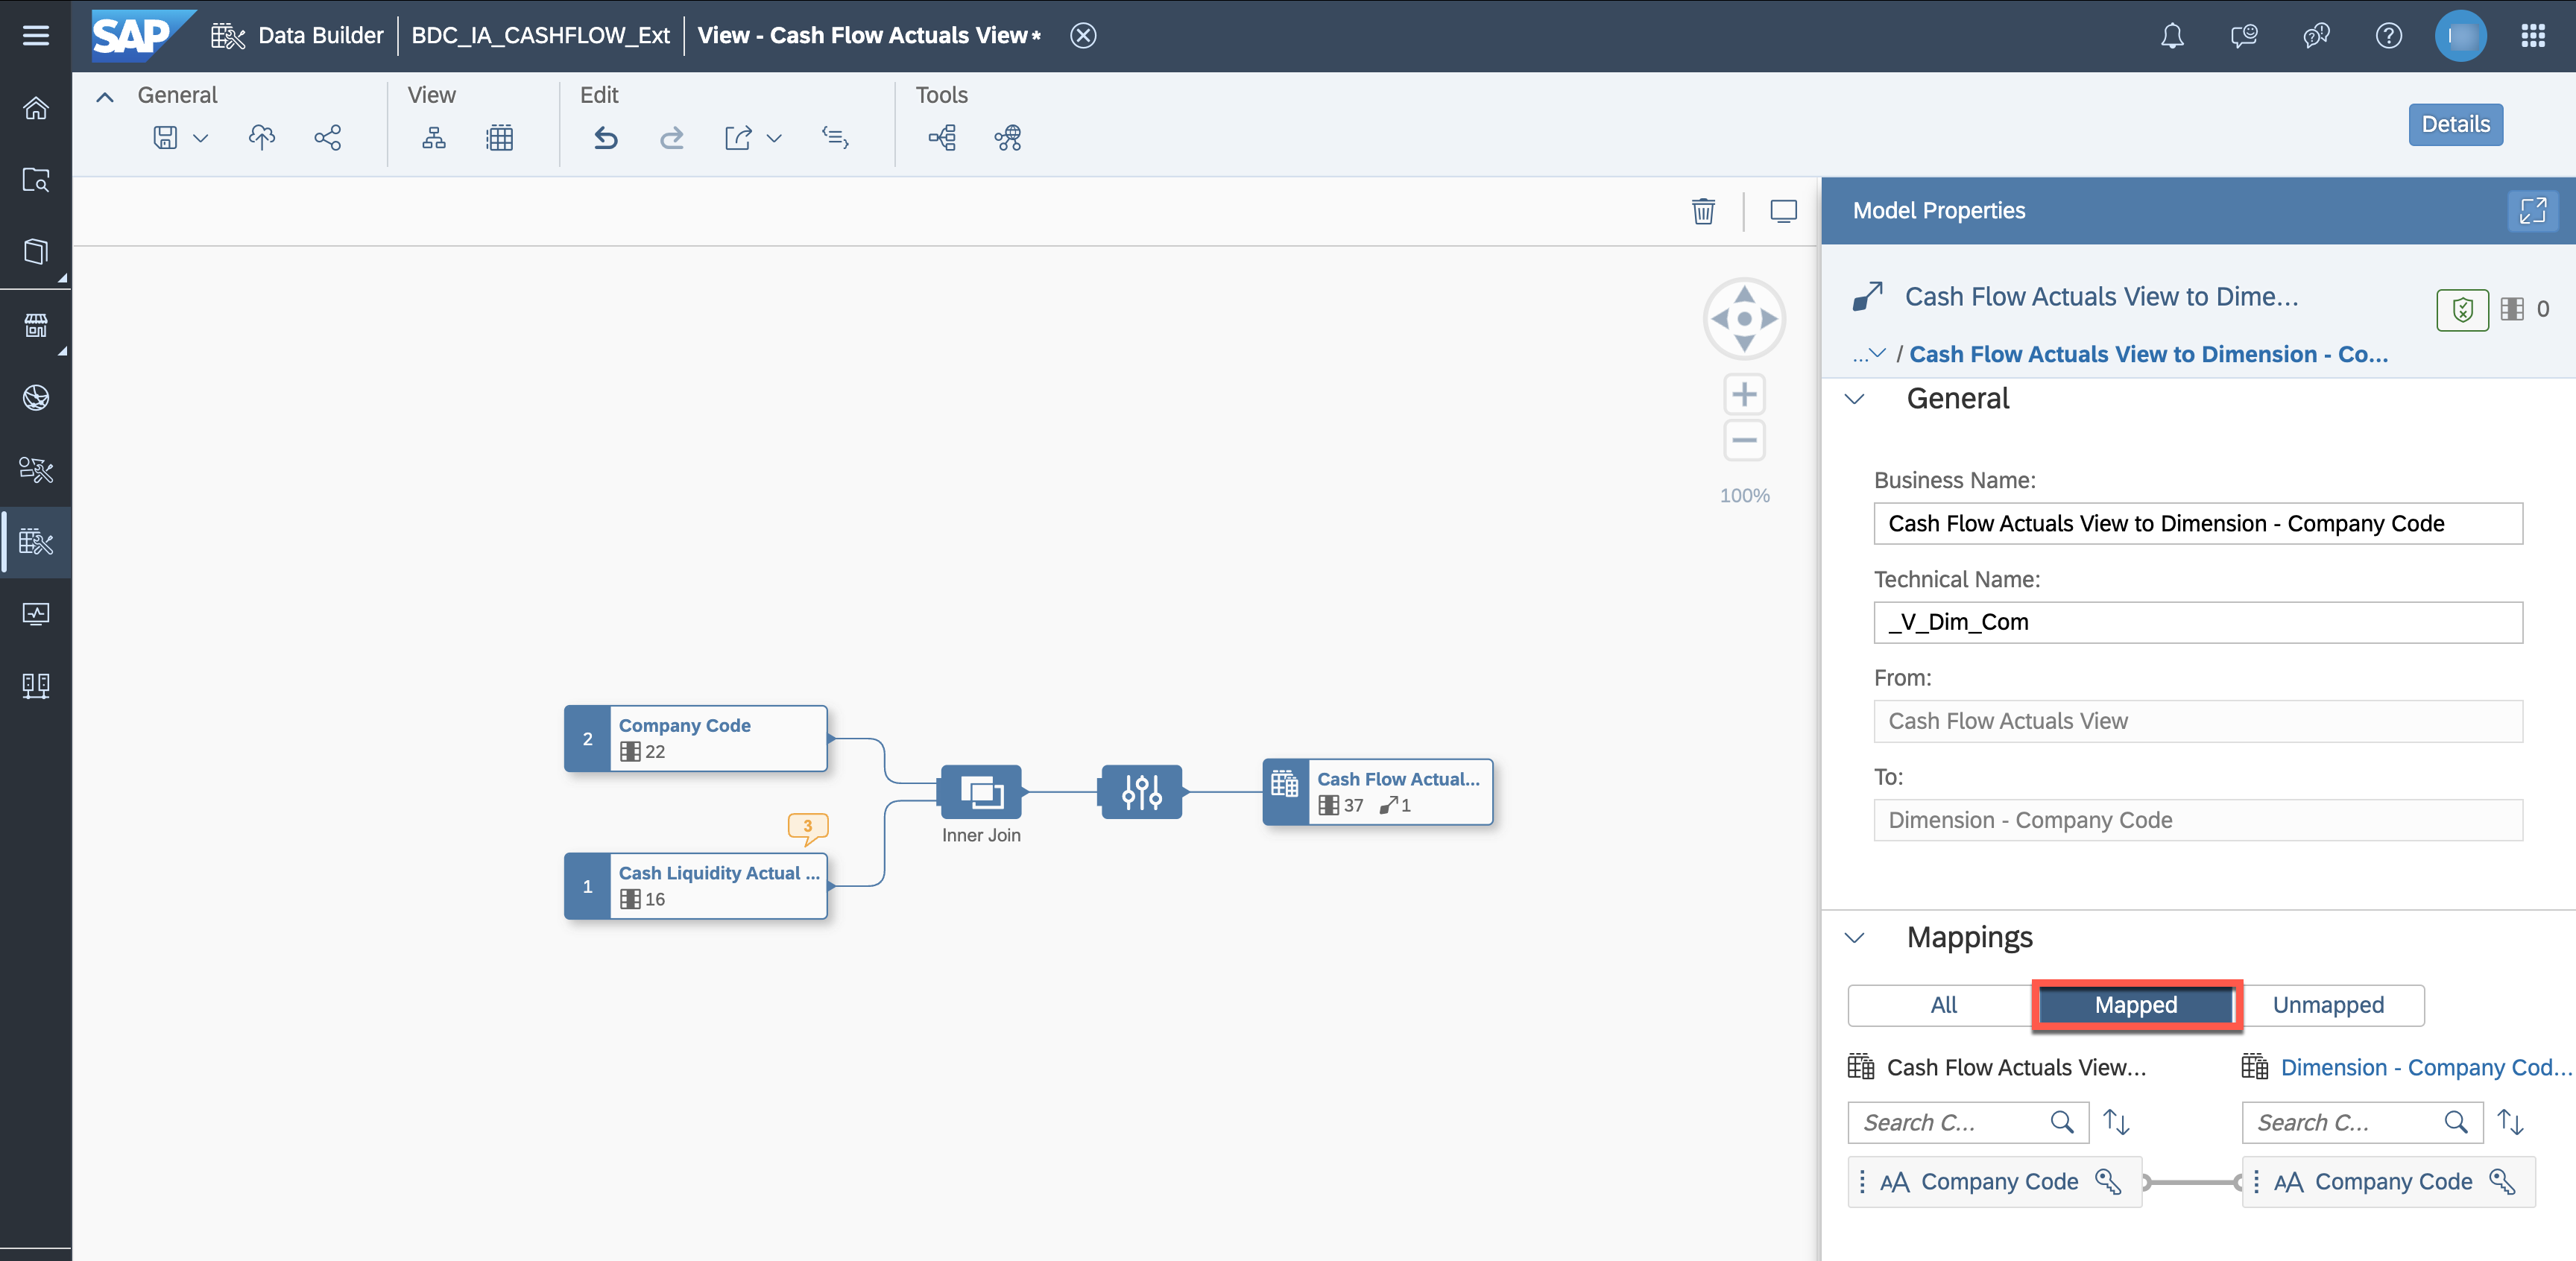 SAP Data Builder BDC_IA_CASHFLOW_Ext View - Cash Flow Actuals View*
General View Edit Tools
Details
Model Properties
Cash Flow Actuals View to Dime...
0
... / Cash Flow Actuals View to Dimension - Co...
General
100%
Business Name:
Cash Flow Actuals View to Dimension - Company Code
Technical Name:
_V_Dim_Com
From:
Cash Flow Actuals View
To:
Dimension - Company Code
2
Company Code
22
3
1
Cash Liquidity Actual ...
16
Inner Join
Cash Flow Actual...
37 1
Mappings
All Mapped Unmapped
Cash Flow Actuals View... Dimension - Company Cod...
Search C... Search C...
AA Company Code AA Company Code